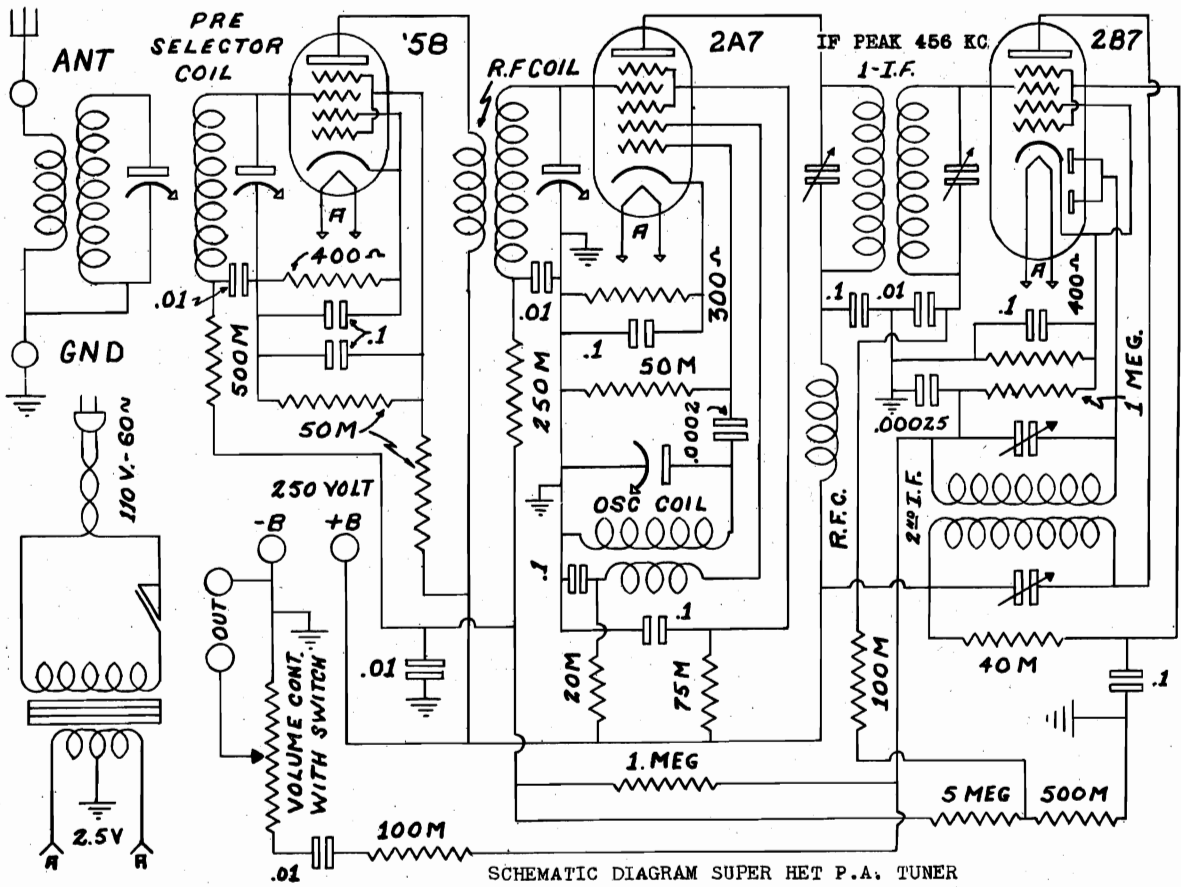 PRE
SELECTOR
COIL
'58
ANT
R.F COIL
2A7
IF PEAK 456 KC
1-I.F.
2B7
A
A
A
400Ω
.01
.1
500M
50M
GND
110 V.-60~
250 VOLT
-B
+B
OUT
VOLUME CONT.
WITH SWITCH
.01
2.5V
A
A
.01
100M
.01
300Ω
.1
50M
250M
.0002
OSC COIL
.1
.1
20M
75M
1. MEG
.1
.01
.1
400Ω
1 MEG.
.00025
R.F.C.
2ND I.F.
100M
40M
.1
5 MEG
500M
SCHEMATIC DIAGRAM SUPER HET P.A. TUNER